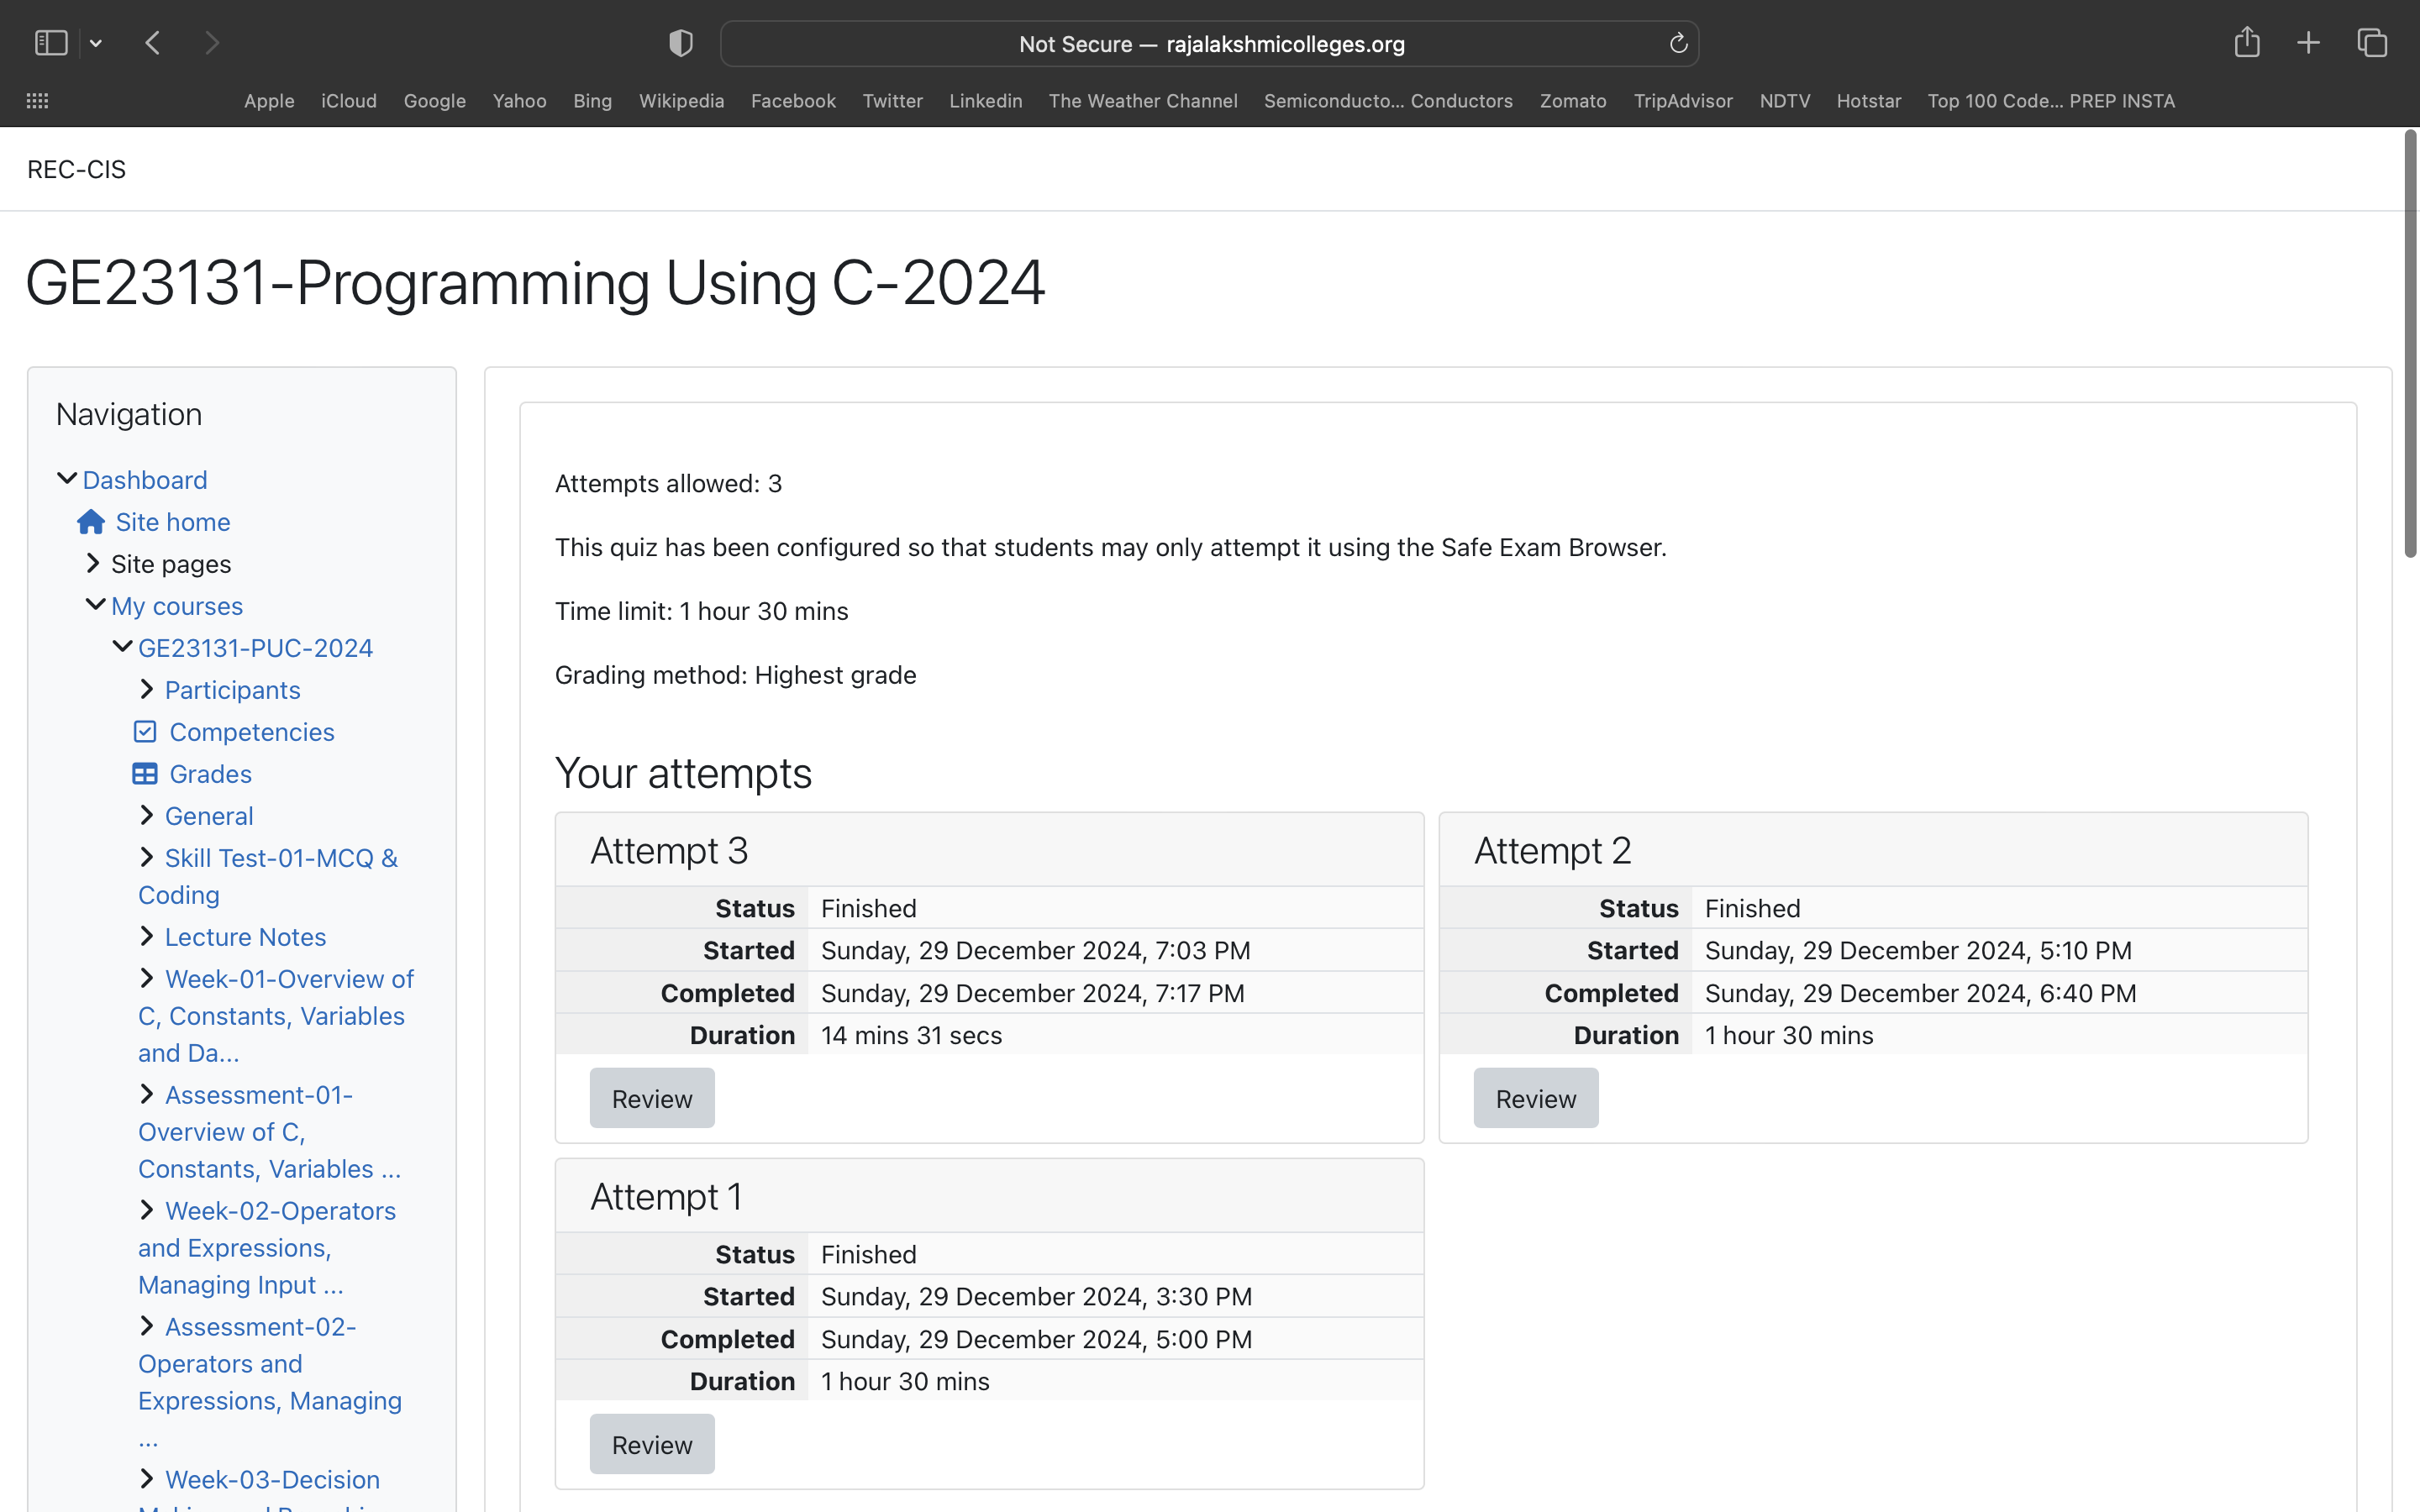 Not Secure — rajalakshmicolleges.org
Apple iCloud Google Yahoo Bing Wikipedia Facebook Twitter Linkedin The Weather Channel Semiconducto... Conductors Zomato TripAdvisor NDTV Hotstar Top 100 Code... PREP INSTA
REC-CIS
GE23131-Programming Using C-2024
Navigation
Dashboard
Site home
Site pages
My courses
GE23131-PUC-2024
Participants
Competencies
Grades
General
Skill Test-01-MCQ &
Coding
Lecture Notes
Week-01-Overview of
C, Constants, Variables
and Da...
Assessment-01-
Overview of C,
Constants, Variables ...
Week-02-Operators
and Expressions,
Managing Input ...
Assessment-02-
Operators and
Expressions, Managing
...
Week-03-Decision
Attempts allowed: 3
This quiz has been configured so that students may only attempt it using the Safe Exam Browser.
Time limit: 1 hour 30 mins
Grading method: Highest grade
Your attempts
Attempt 3
Status Finished
Started Sunday, 29 December 2024, 7:03 PM
Completed Sunday, 29 December 2024, 7:17 PM
Duration 14 mins 31 secs
Review
Attempt 2
Status Finished
Started Sunday, 29 December 2024, 5:10 PM
Completed Sunday, 29 December 2024, 6:40 PM
Duration 1 hour 30 mins
Review
Attempt 1
Status Finished
Started Sunday, 29 December 2024, 3:30 PM
Completed Sunday, 29 December 2024, 5:00 PM
Duration 1 hour 30 mins
Review